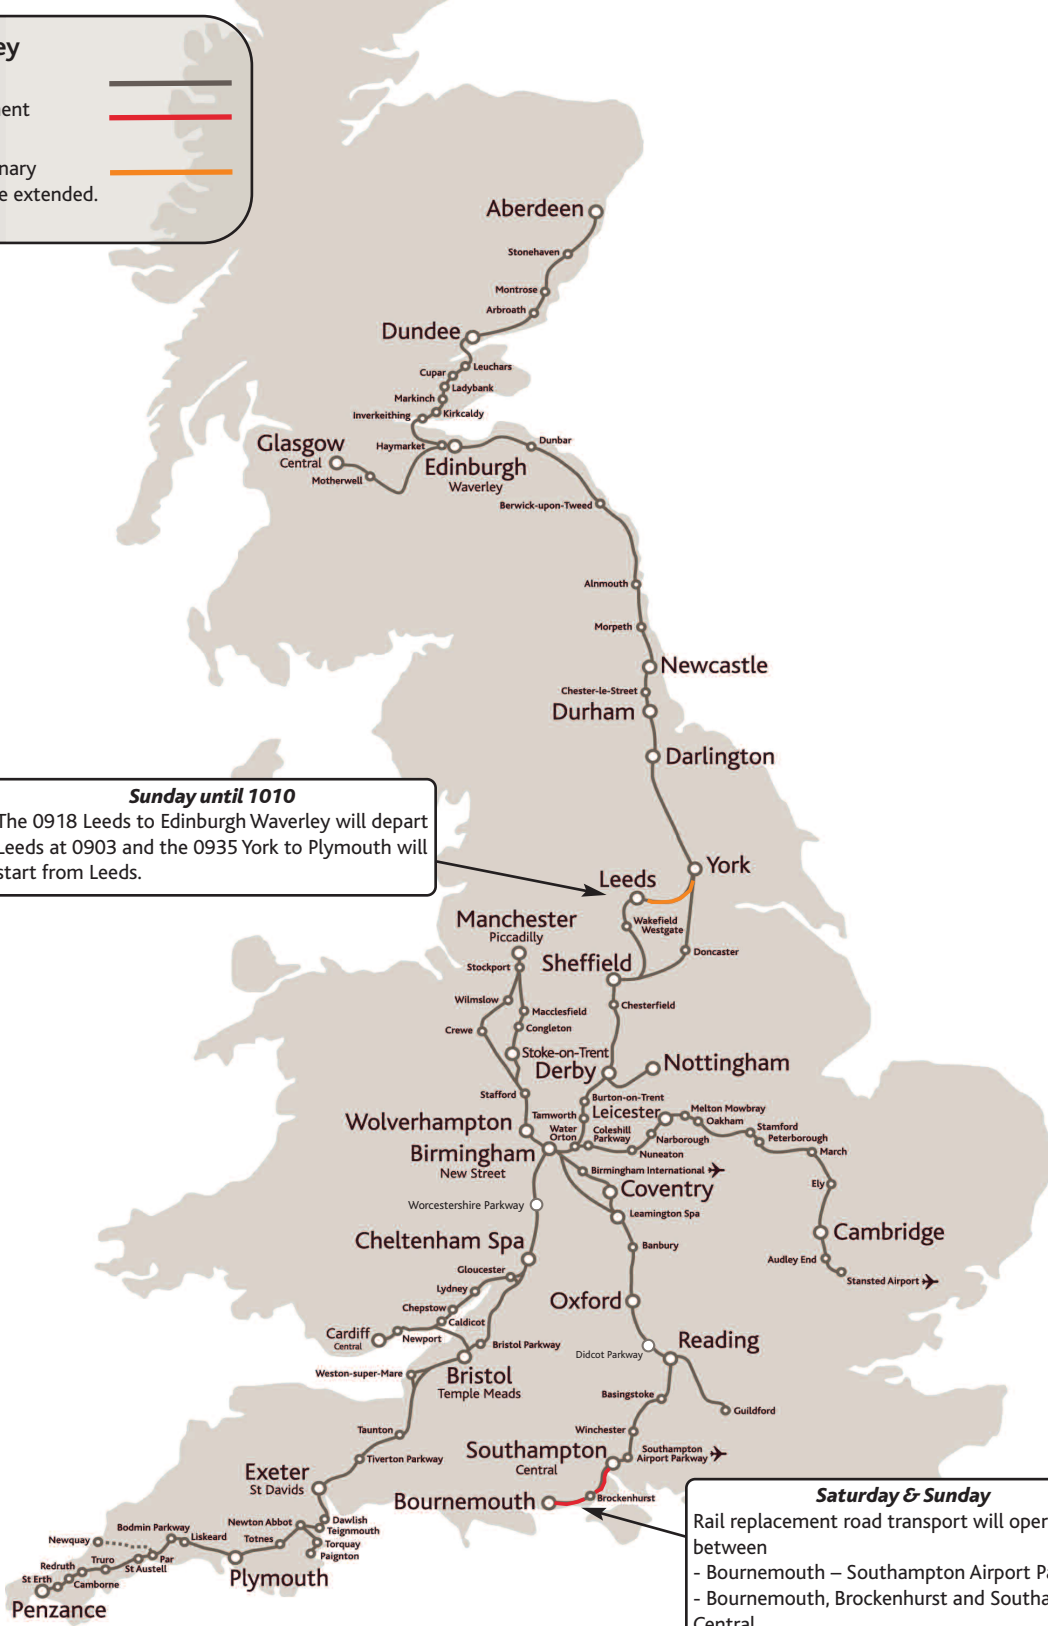 ey
ent
nary
e extended.
Aberdeen
Stonehaven
Montrose
Arbroath
Dundee
Leuchars
Cupar
Ladybank
Markinch
Kirkcaldy
Inverkeithing
Glasgow
Central
Motherwell
Haymarket
Edinburgh
Waverley
Dunbar
Berwick-upon-Tweed
Alnmouth
Morpeth
Newcastle
Chester-le-Street
Durham
Darlington
Sunday until 1010
The 0918 Leeds to Edinburgh Waverley will depart
Leeds at 0903 and the 0935 York to Plymouth will
start from Leeds.
York
Leeds
Wakefield
Westgate
Doncaster
Manchester
Piccadilly
Stockport
Sheffield
Chesterfield
Wilmslow
Macclesfield
Crewe
Congleton
Stoke-on-Trent
Derby
Nottingham
Stafford
Burton-on-Trent
Wolverhampton
Tamworth
Leicester
Melton Mowbray
Oakham
Stamford
Peterborough
March
Water
Orton
Coleshill
Parkway
Narborough
Nuneaton
Birmingham
New Street
Birmingham International
Ely
Coventry
Worcestershire Parkway
Leamington Spa
Cambridge
Cheltenham Spa
Banbury
Audley End
Stansted Airport
Gloucester
Lydney
Chepstow
Caldicot
Oxford
Cardiff
Central
Newport
Bristol Parkway
Didcot Parkway
Reading
Weston-super-Mare
Bristol
Temple Meads
Basingstoke
Guildford
Taunton
Winchester
Tiverton Parkway
Southampton
Central
Southampton
Airport Parkway
Exeter
St Davids
Bournemouth
Brockenhurst
Saturday & Sunday
Rail replacement road transport will oper
between
- Bournemouth – Southampton Airport Pa
- Bournemouth, Brockenhurst and Southa
Central
Dawlish
Teignmouth
Newton Abbot
Torquay
Paignton
Totnes
Newquay
Bodmin Parkway
Liskeard
Plymouth
Par
St Austell
Truro
Redruth
Camborne
St Erth
Penzance